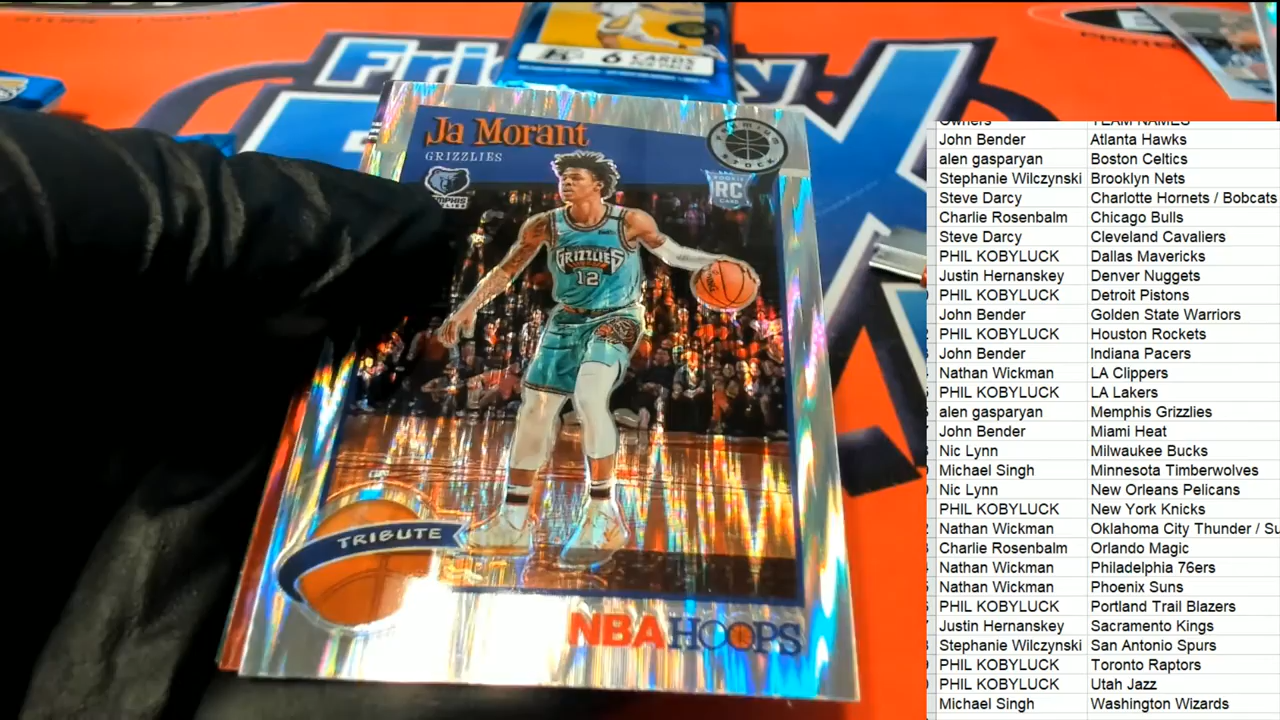 6 CARDS
Ja Morant
GRIZZLIES
RC
GRIZZLIES
12
TRIBUTE
NBA HOOPS
Owners TEAM NAMES
John Bender Atlanta Hawks
alen gasparyan Boston Celtics
Stephanie Wilczynski Brooklyn Nets
Steve Darcy Charlotte Hornets / Bobcats
Charlie Rosenbalm Chicago Bulls
Steve Darcy Cleveland Cavaliers
PHIL KOBYLUCK Dallas Mavericks
Justin Hernanskey Denver Nuggets
PHIL KOBYLUCK Detroit Pistons
John Bender Golden State Warriors
PHIL KOBYLUCK Houston Rockets
John Bender Indiana Pacers
Nathan Wickman LA Clippers
PHIL KOBYLUCK LA Lakers
alen gasparyan Memphis Grizzlies
John Bender Miami Heat
Nic Lynn Milwaukee Bucks
Michael Singh Minnesota Timberwolves
Nic Lynn New Orleans Pelicans
PHIL KOBYLUCK New York Knicks
Nathan Wickman Oklahoma City Thunder / Su
Charlie Rosenbalm Orlando Magic
Nathan Wickman Philadelphia 76ers
Nathan Wickman Phoenix Suns
PHIL KOBYLUCK Portland Trail Blazers
Justin Hernanskey Sacramento Kings
Stephanie Wilczynski San Antonio Spurs
PHIL KOBYLUCK Toronto Raptors
PHIL KOBYLUCK Utah Jazz
Michael Singh Washington Wizards